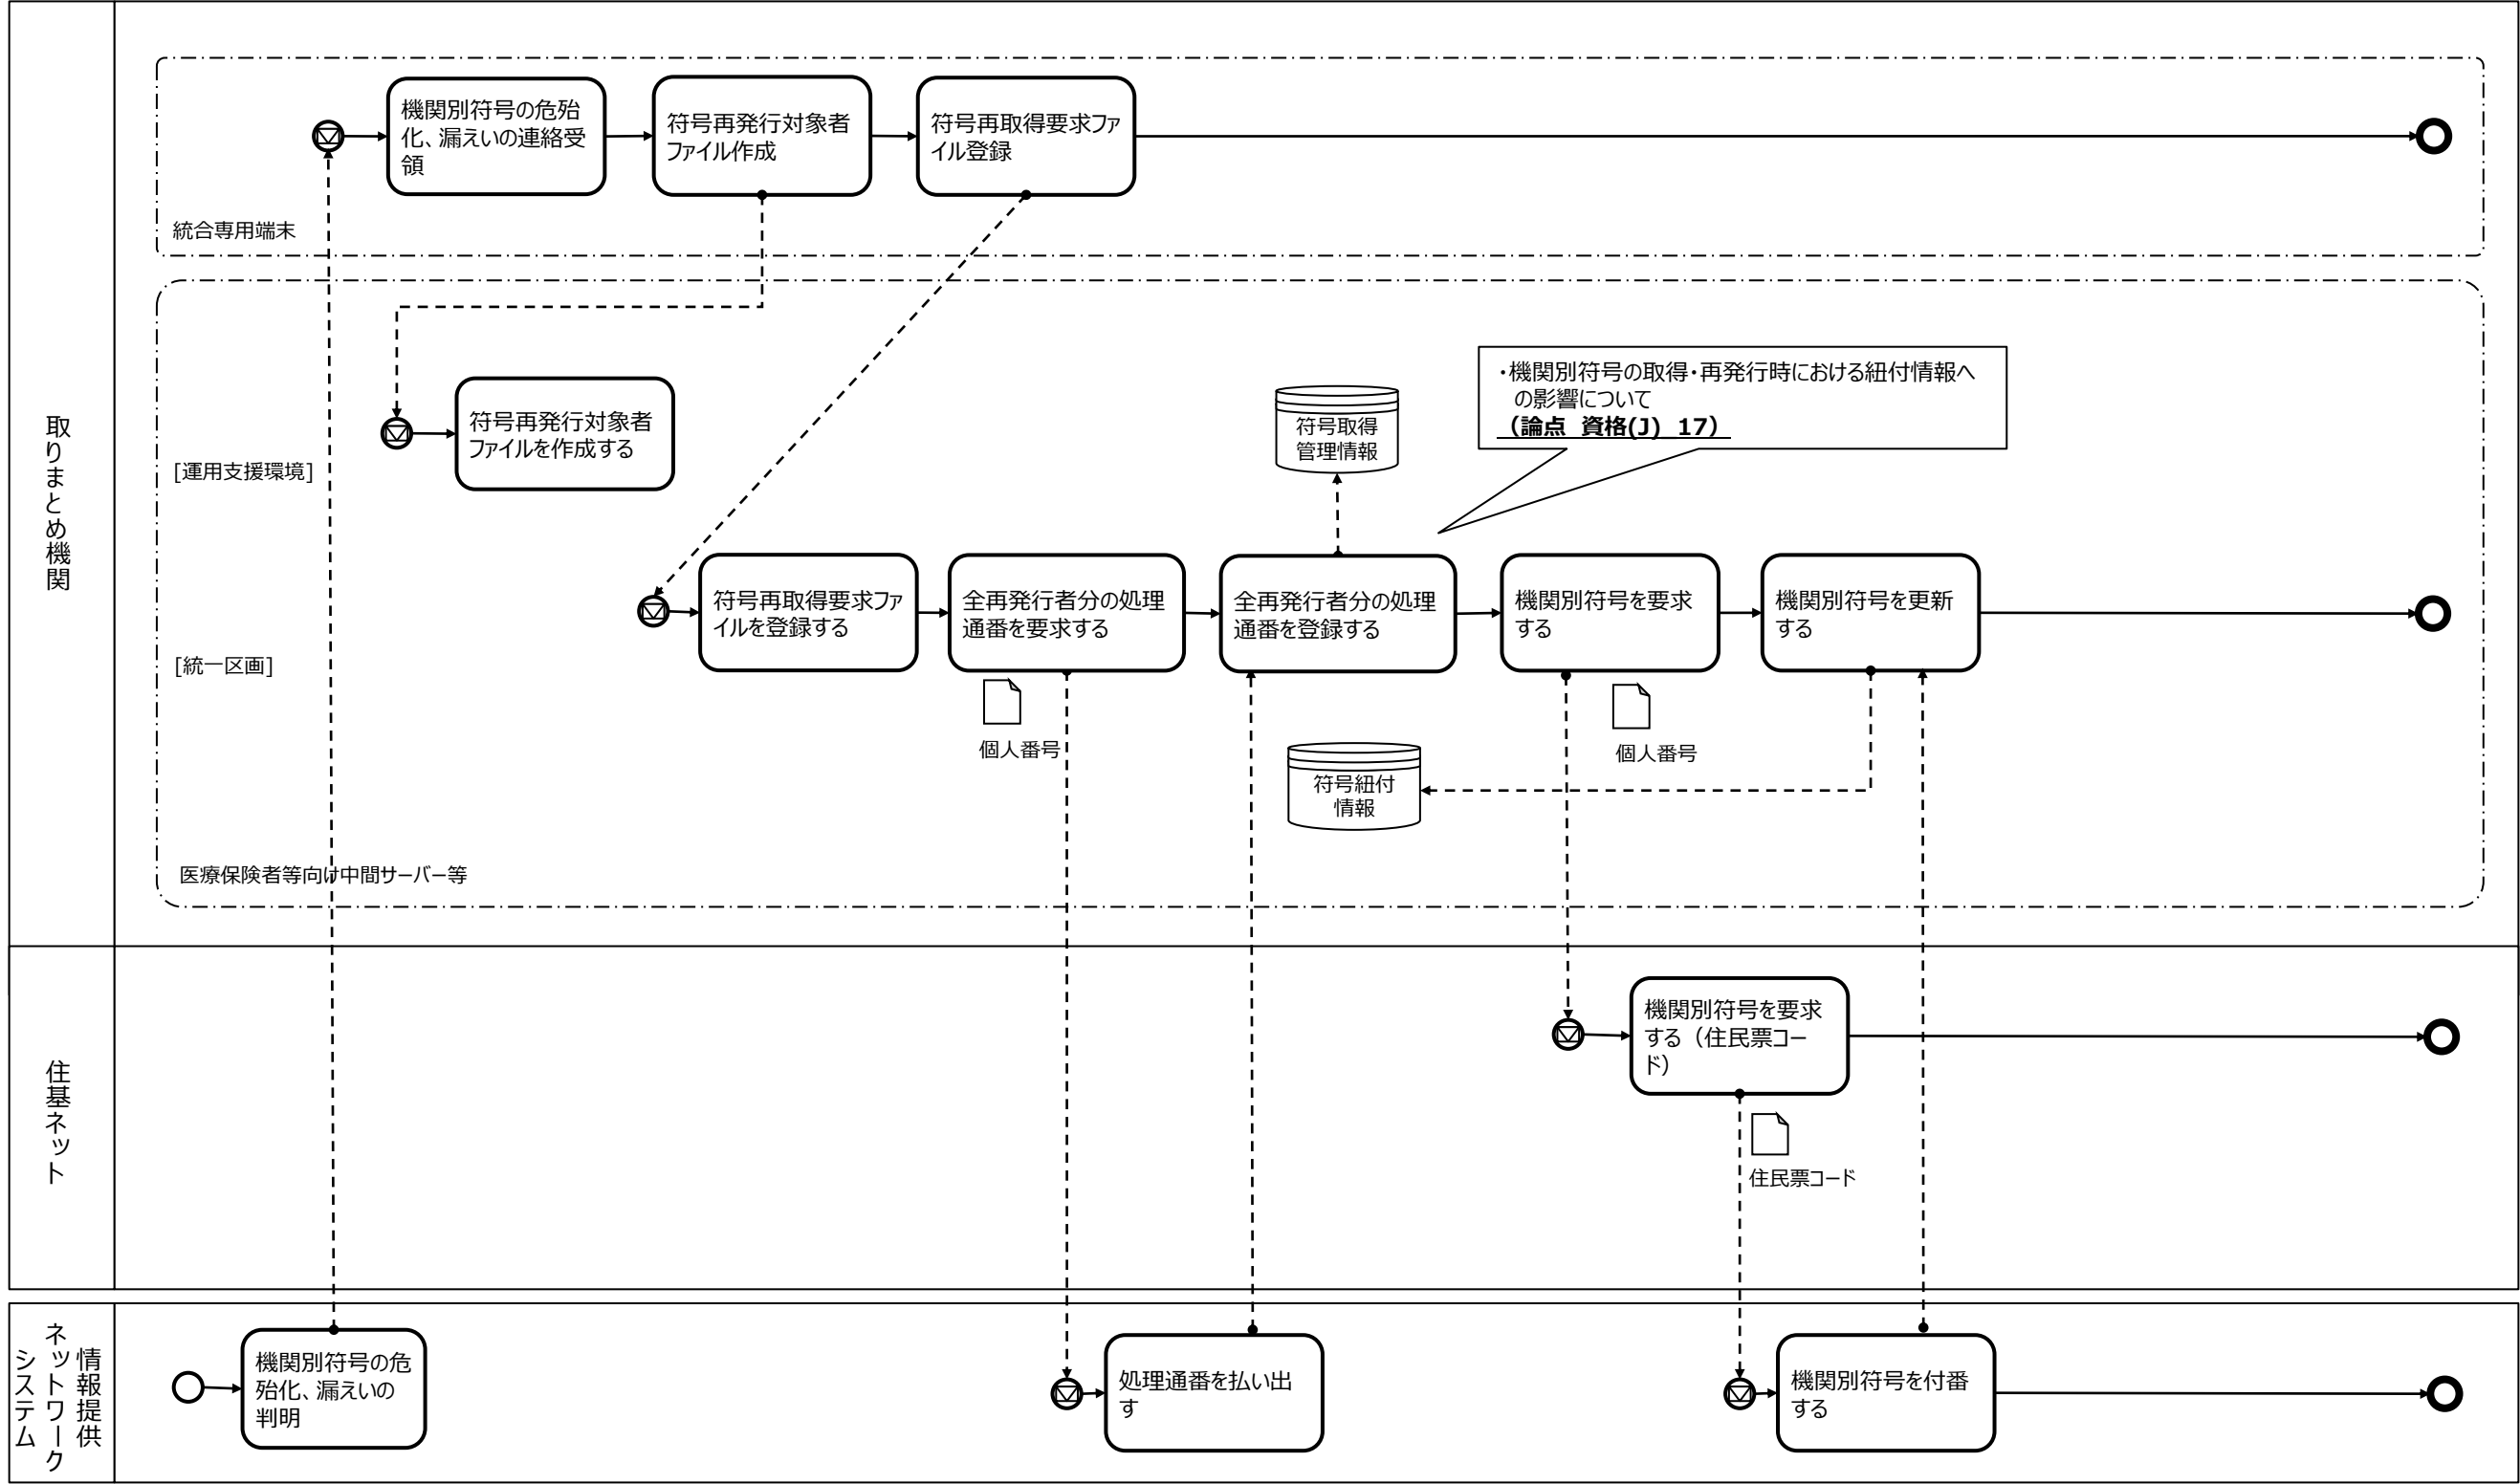 取りまとめ機関
機関別符号の危殆
化、漏えいの連絡受
領
符号再発行対象者
ファイル作成
符号再取得要求ファ
イル登録
統合専用端末
符号再発行対象者
ファイルを作成する
[運用支援環境]
符号取得
管理情報
・機関別符号の取得・再発行時における紐付情報へ
の影響について
（論点　資格(J)_17）
符号再取得要求ファ
イルを登録する
全再発行者分の処理
通番を要求する
全再発行者分の処理
通番を登録する
機関別符号を要求
する
機関別符号を更新
する
[統一区画]
個人番号
個人番号
符号紐付
情報
医療保険者等向け中間サーバー等
住基ネット
機関別符号を要求
する（住民票コー
ド）
住民票コード
情報提供
ネットワーク
システム
機関別符号の危
殆化、漏えいの
判明
処理通番を払い出
す
機関別符号を付番
する